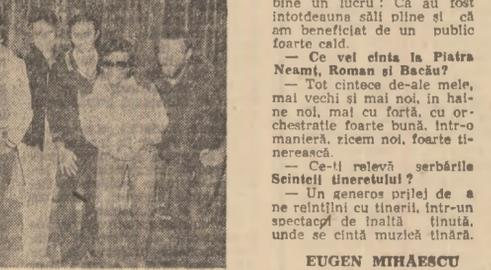 bine un lucru: Că au fost
întotdeauna săli pline și că
am beneficiat de un public
foarte cald.
— Ce vei cînta la Piatra
Neamț, Roman și Bacău?
— Tot cîntece de-ale mele,
mai vechi și mai noi, în hai-
ne noi, mai cu forță, cu or-
chestrație foarte bună, într-o
manieră, zicem noi, foarte ti-
nerească.
— Ce-ți relevă serbările
Scînteii tineretului?
— Un generos prilej de a
ne reîntîlni cu tinerii, într-un
spectacol de înaltă ținută,
unde se cîntă muzică tînără.
EUGEN MIHĂESCU